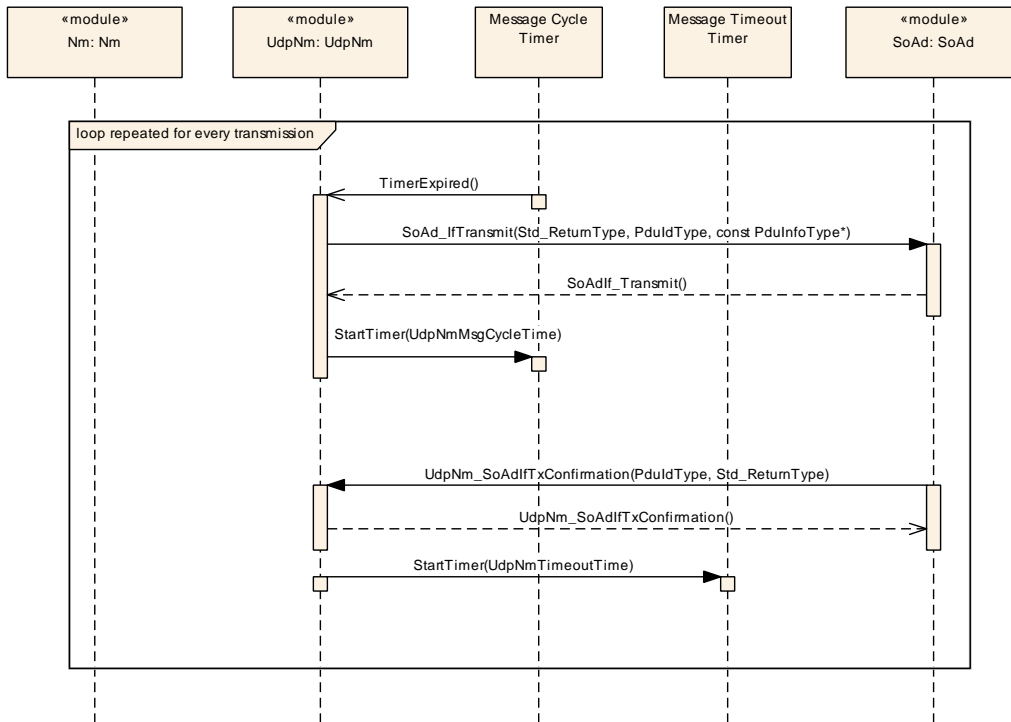 «module»
Nm: Nm
«module»
UdpNm: UdpNm
Message Cycle
Timer
Message Timeout
Timer
«module»
SoAd: SoAd
loop repeated for every transmission
TimerExpired()
SoAd_IfTransmit(Std_ReturnType, PduIdType, const PduInfoType*)
SoAdIf_Transmit()
StartTimer(UdpNmMsgCycleTime)
UdpNm_SoAdIfTxConfirmation(PduIdType, Std_ReturnType)
UdpNm_SoAdIfTxConfirmation()
StartTimer(UdpNmTimeoutTime)